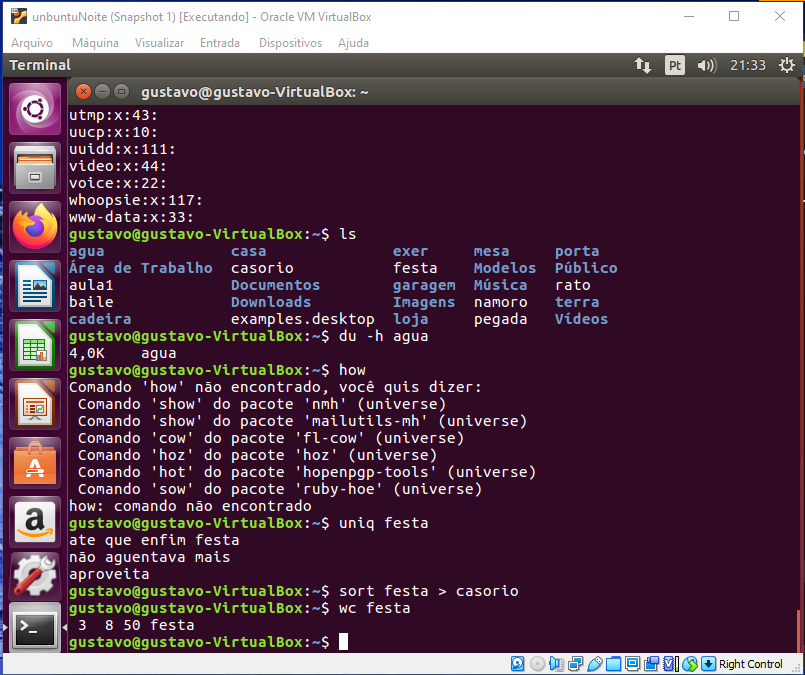 unbuntuNoite (Snapshot 1) [Executando] - Oracle VM VirtualBox
Arquivo Máquina Visualizar Entrada Dispositivos Ajuda
Terminal Pt 21:33
gustavo@gustavo-VirtualBox: ~
utmp:x:43:
uucp:x:10:
uuidd:x:111:
video:x:44:
voice:x:22:
whoopsie:x:117:
www-data:x:33:
gustavo@gustavo-VirtualBox:~$ ls
agua casa exer mesa porta
Área de Trabalho casorio festa Modelos Público
aula1 Documentos garagem Música rato
baile Downloads Imagens namoro terra
cadeira examples.desktop loja pegada Vídeos
gustavo@gustavo-VirtualBox:~$ du -h agua
4,0K agua
gustavo@gustavo-VirtualBox:~$ how
Comando 'how' não encontrado, você quis dizer:
Comando 'show' do pacote 'nmh' (universe)
Comando 'show' do pacote 'mailutils-mh' (universe)
Comando 'cow' do pacote 'fl-cow' (universe)
Comando 'hoz' do pacote 'hoz' (universe)
Comando 'hot' do pacote 'hopenpgp-tools' (universe)
Comando 'sow' do pacote 'ruby-hoe' (universe)
how: comando não encontrado
gustavo@gustavo-VirtualBox:~$ uniq festa
ate que enfim festa
não aguentava mais
aproveita
gustavo@gustavo-VirtualBox:~$ sort festa > casorio
gustavo@gustavo-VirtualBox:~$ wc festa
3 8 50 festa
gustavo@gustavo-VirtualBox:~$
Right Control